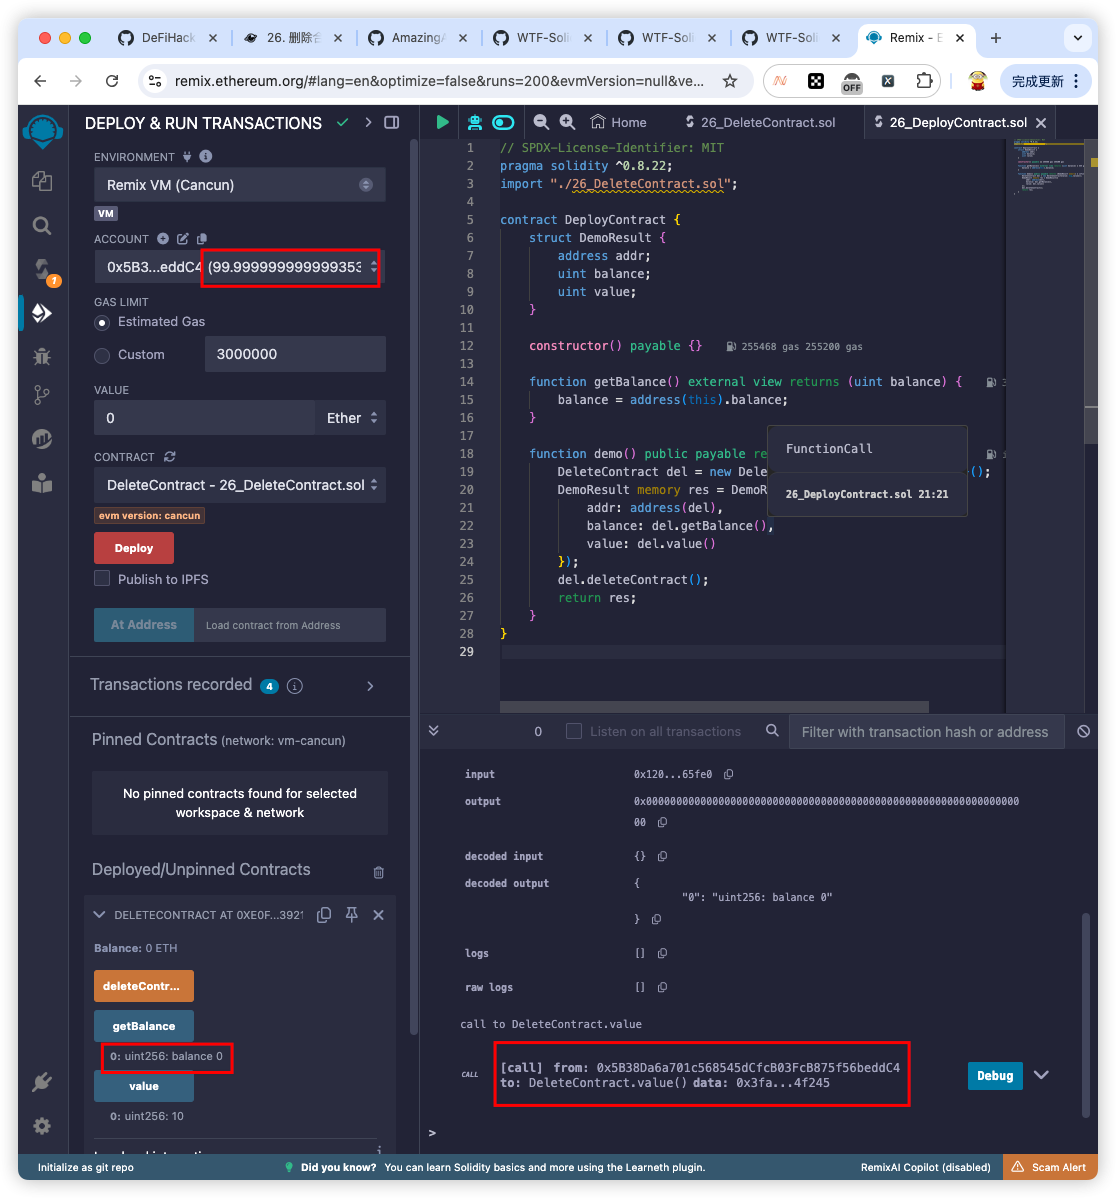 DeFiHack
26. 删除合
AmazingA
WTF-Soli
WTF-Soli
WTF-Soli
Remix - E
remix.ethereum.org/#lang=en&optimize=false&runs=200&evmVersion=null&ve...
OFF
完成更新
DEPLOY & RUN TRANSACTIONS
Home
26_DeleteContract.sol
26_DeployContract.sol
ENVIRONMENT
Remix VM (Cancun)
VM
ACCOUNT
0x5B3...eddC4 (99.999999999999353
1
GAS LIMIT
Estimated Gas
Custom
3000000
VALUE
0
Ether
CONTRACT
DeleteContract - 26_DeleteContract.sol
evm version: cancun
Deploy
Publish to IPFS
At Address
Load contract from Address
Transactions recorded 4
Pinned Contracts (network: vm-cancun)
No pinned contracts found for selected
workspace & network
Deployed/Unpinned Contracts
DELETECONTRACT AT 0XE0F...3921
Balance: 0 ETH
deleteContr...
getBalance
0: uint256: balance 0
value
0: uint256: 10
1 // SPDX-License-Identifier: MIT
2 pragma solidity ^0.8.22;
3 import "./26_DeleteContract.sol";
4
5 contract DeployContract {
6 struct DemoResult {
7 address addr;
8 uint balance;
9 uint value;
10 }
11
12 constructor() payable {} 255468 gas 255200 gas
13
14 function getBalance() external view returns (uint balance) {
15 balance = address(this).balance;
16 }
17
18 function demo() public payable re
19 DeleteContract del = new Dele ();
20 DemoResult memory res = DemoR
21 addr: address(del),
22 balance: del.getBalance(),
23 value: del.value()
24 });
25 del.deleteContract();
26 return res;
27 }
28 }
29
FunctionCall
26_DeployContract.sol 21:21
0
Listen on all transactions
Filter with transaction hash or address
input 0x120...65fe0
output 0x00000000000000000000000000000000000000000000000000000000000000
00
decoded input {}
decoded output {
"0": "uint256: balance 0"
}
logs []
raw logs []
call to DeleteContract.value
CALL
[call] from: 0x5B38Da6a701c568545dCfcB03FcB875f56beddC4
to: DeleteContract.value() data: 0x3fa...4f245
Debug
>
Initialize as git repo
Did you know? You can learn Solidity basics and more using the Learneth plugin.
RemixAI Copilot (disabled)
Scam Alert